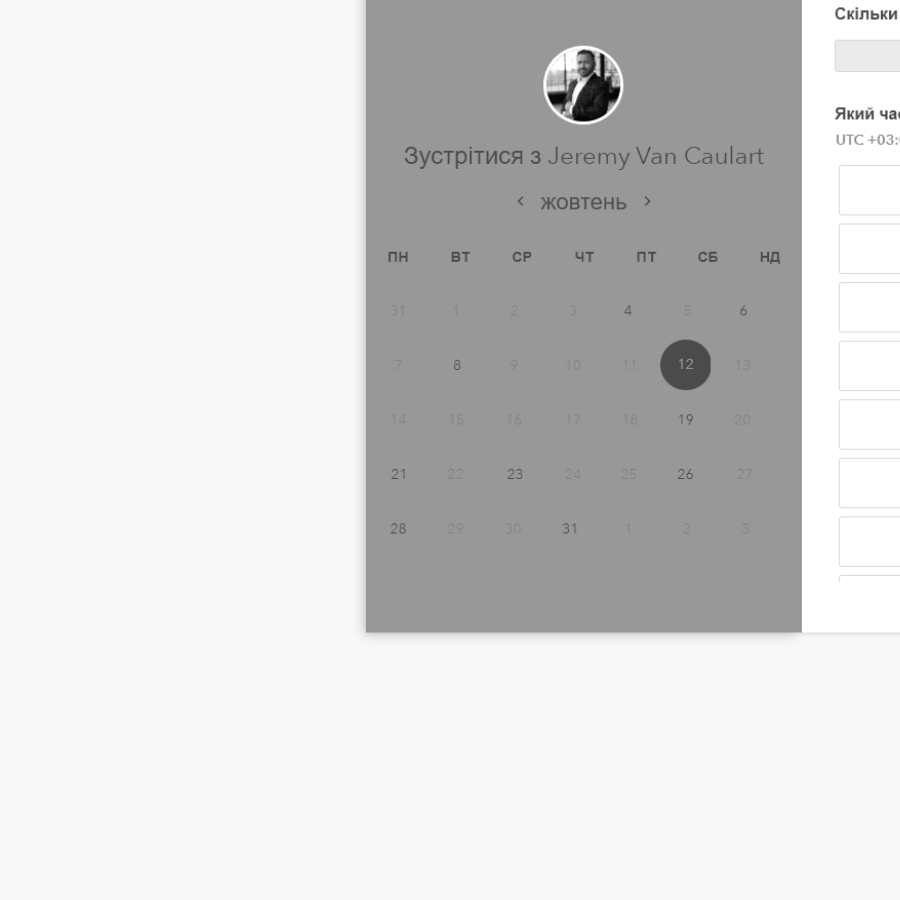 Скільки
Який
UTC +03:
Зустрітися з Jeremy Van Caulart
< жовтень >
ПН ВТ СР ЧТ ПТ СБ НД
31 1 2 3 4 5 6
7 8 9 10 11 12 13
14 15 16 17 18 19 20
21 22 23 24 25 26 27
28 29 30 31 1 2 3